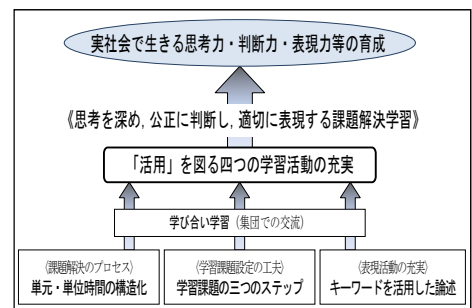 実社会で生きる思考力・判断力・表現力等の育成
《思考を深め,公正に判断し,適切に表現する課題解決学習》
「活用」を図る四つの学習活動の充実
学び合い学習（集団での交流）
〈課題解決のプロセス〉
単元・単位時間の構造化
〈学習課題設定の工夫〉
学習課題の三つのステップ
〈表現活動の充実〉
キーワードを活用した論述